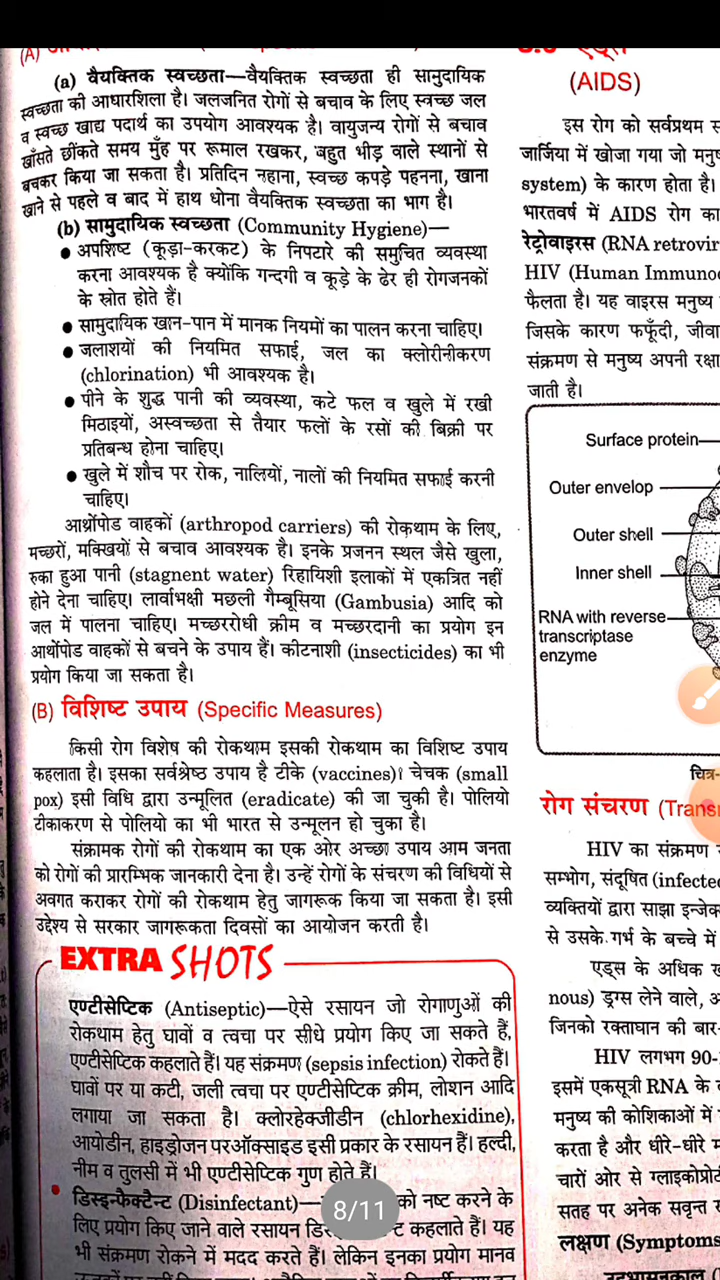 (a) वैयक्तिक स्वच्छता—वैयक्तिक स्वच्छता ही सामुदायिक
स्वच्छता की आधारशिला है। जलजनित रोगों से बचाव के लिए स्वच्छ जल
व स्वच्छ खाद्य पदार्थ का उपयोग आवश्यक है। वायुजन्य रोगों से बचाव
खाँसते छींकते समय मुँह पर रूमाल रखकर, बहुत भीड़ वाले स्थानों से
बचकर किया जा सकता है। प्रतिदिन नहाना, स्वच्छ कपड़े पहनना, खाना
खाने से पहले व बाद में हाथ धोना वैयक्तिक स्वच्छता का भाग है।
(b) सामुदायिक स्वच्छता (Community Hygiene)—
● अपशिष्ट (कूड़ा-करकट) के निपटारे की समुचित व्यवस्था
करना आवश्यक है क्योंकि गन्दगी व कूड़े के ढेर ही रोगजनकों
के स्रोत होते हैं।
● सामुदायिक खान-पान में मानक नियमों का पालन करना चाहिए।
● जलाशयों की नियमित सफाई, जल का क्लोरीनीकरण
(chlorination) भी आवश्यक है।
● पीने के शुद्ध पानी की व्यवस्था, कटे फल व खुले में रखी
मिठाइयों, अस्वच्छता से तैयार फलों के रसों की बिक्री पर
प्रतिबन्ध होना चाहिए।
● खुले में शौच पर रोक, नालियों, नालों की नियमित सफाई करनी
चाहिए।
आर्थ्रोपोड वाहकों (arthropod carriers) की रोकथाम के लिए,
मच्छरों, मक्खियों से बचाव आवश्यक है। इनके प्रजनन स्थल जैसे खुला,
रुका हुआ पानी (stagnent water) रिहायिशी इलाकों में एकत्रित नहीं
होने देना चाहिए। लार्वाभक्षी मछली गैम्बूसिया (Gambusia) आदि को
जल में पालना चाहिए। मच्छररोधी क्रीम व मच्छरदानी का प्रयोग इन
आर्थोपोड वाहकों से बचने के उपाय हैं। कीटनाशी (insecticides) का भी
प्रयोग किया जा सकता है।
(B) विशिष्ट उपाय (Specific Measures)
किसी रोग विशेष की रोकथाम इसकी रोकथाम का विशिष्ट उपाय
कहलाता है। इसका सर्वश्रेष्ठ उपाय है टीके (vaccines)। चेचक (small
pox) इसी विधि द्वारा उन्मूलित (eradicate) की जा चुकी है। पोलियो
टीकाकरण से पोलियो का भी भारत से उन्मूलन हो चुका है।
संक्रामक रोगों की रोकथाम का एक ओर अच्छा उपाय आम जनता
को रोगों की प्रारम्भिक जानकारी देना है। उन्हें रोगों के संचरण की विधियों से
अवगत कराकर रोगों की रोकथाम हेतु जागरूक किया जा सकता है। इसी
उद्देश्य से सरकार जागरूकता दिवसों का आयोजन करती है।
EXTRA SHOTS
एण्टीसेप्टिक (Antiseptic)—ऐसे रसायन जो रोगाणुओं की
रोकथाम हेतु घावों व त्वचा पर सीधे प्रयोग किए जा सकते हैं,
एण्टीसेप्टिक कहलाते हैं। यह संक्रमण (sepsis infection) रोकते हैं।
घावों पर या कटी, जली त्वचा पर एण्टीसेप्टिक क्रीम, लोशन आदि
लगाया जा सकता है। क्लोरहेक्जीडीन (chlorhexidine),
आयोडीन, हाइड्रोजन परऑक्साइड इसी प्रकार के रसायन हैं। हल्दी,
नीम व तुलसी में भी एण्टीसेप्टिक गुण होते हैं।
डिसइन्फैक्टैन्ट (Disinfectant)— को नष्ट करने के
लिए प्रयोग किए जाने वाले रसायन कहलाते हैं। यह
भी संक्रमण रोकने में मदद करते हैं। लेकिन इनका प्रयोग मानव
8/11
(AIDS)
इस रोग को सर्वप्रथम
जार्जिया में खोजा गया जो
system) के कारण होता है।
भारतवर्ष में AIDS रोग का
रेट्रोवाइरस (RNA
HIV (Human
फैलता है। यह वाइरस मनुष्य
जिसके कारण फफूँदी,
संक्रमण से मनुष्य अपनी रक्षा
जाती है।
Surface protein
Outer envelop
Outer shell
Inner shell
RNA with reverse
transcriptase
enzyme
चित्र-
रोग संचरण
HIV का संक्रमण
सम्भोग, संदूषित
व्यक्तियों द्वारा साझा
से उसके गर्भ के बच्चे में
एड्स के अधिक
nous) ड्रग्स लेने वाले,
जिनको रक्ताधान की
HIV लगभग
इसमें एकसूत्री RNA के
मनुष्य की कोशिकाओं में
करता है और धीरे-धीरे
चारों ओर से
सतह पर अनेक
लक्षण (Symptoms